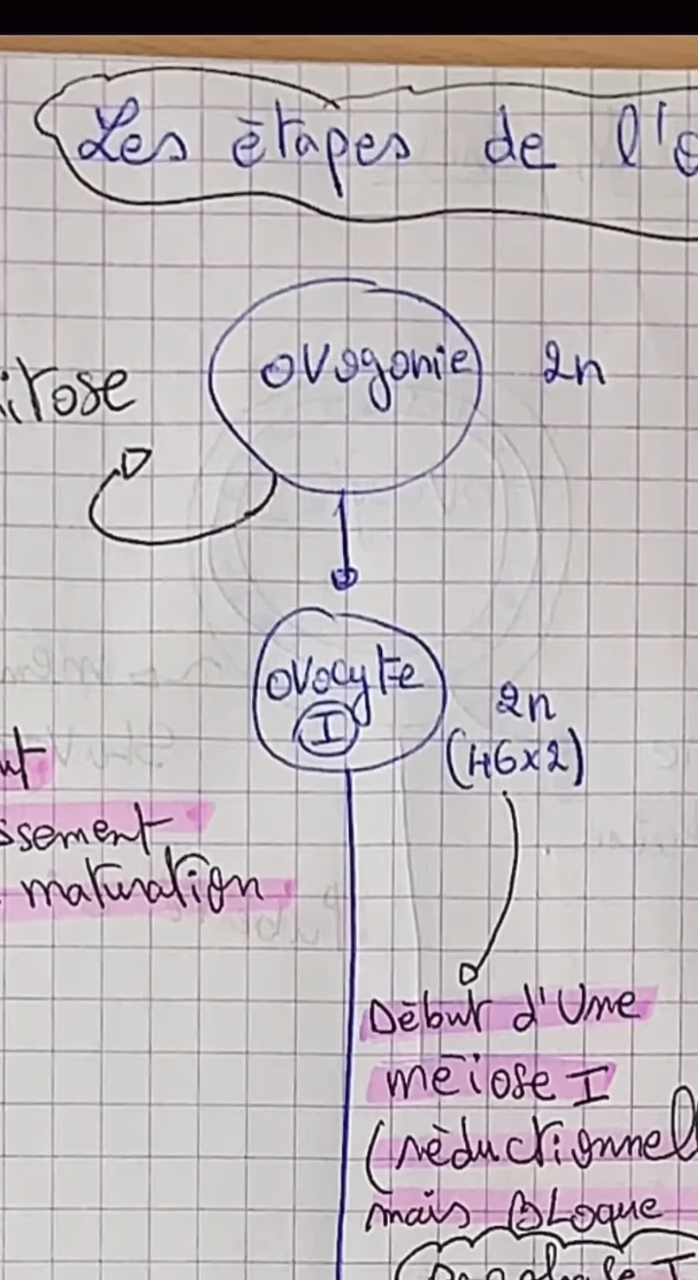 Les étapes de l'o
ovogonie 2n
itose
ovocyte
I
2n
(46x2)
ssement
maturation
Début d'Une
méiose I
(réductionnel
mais BLoque